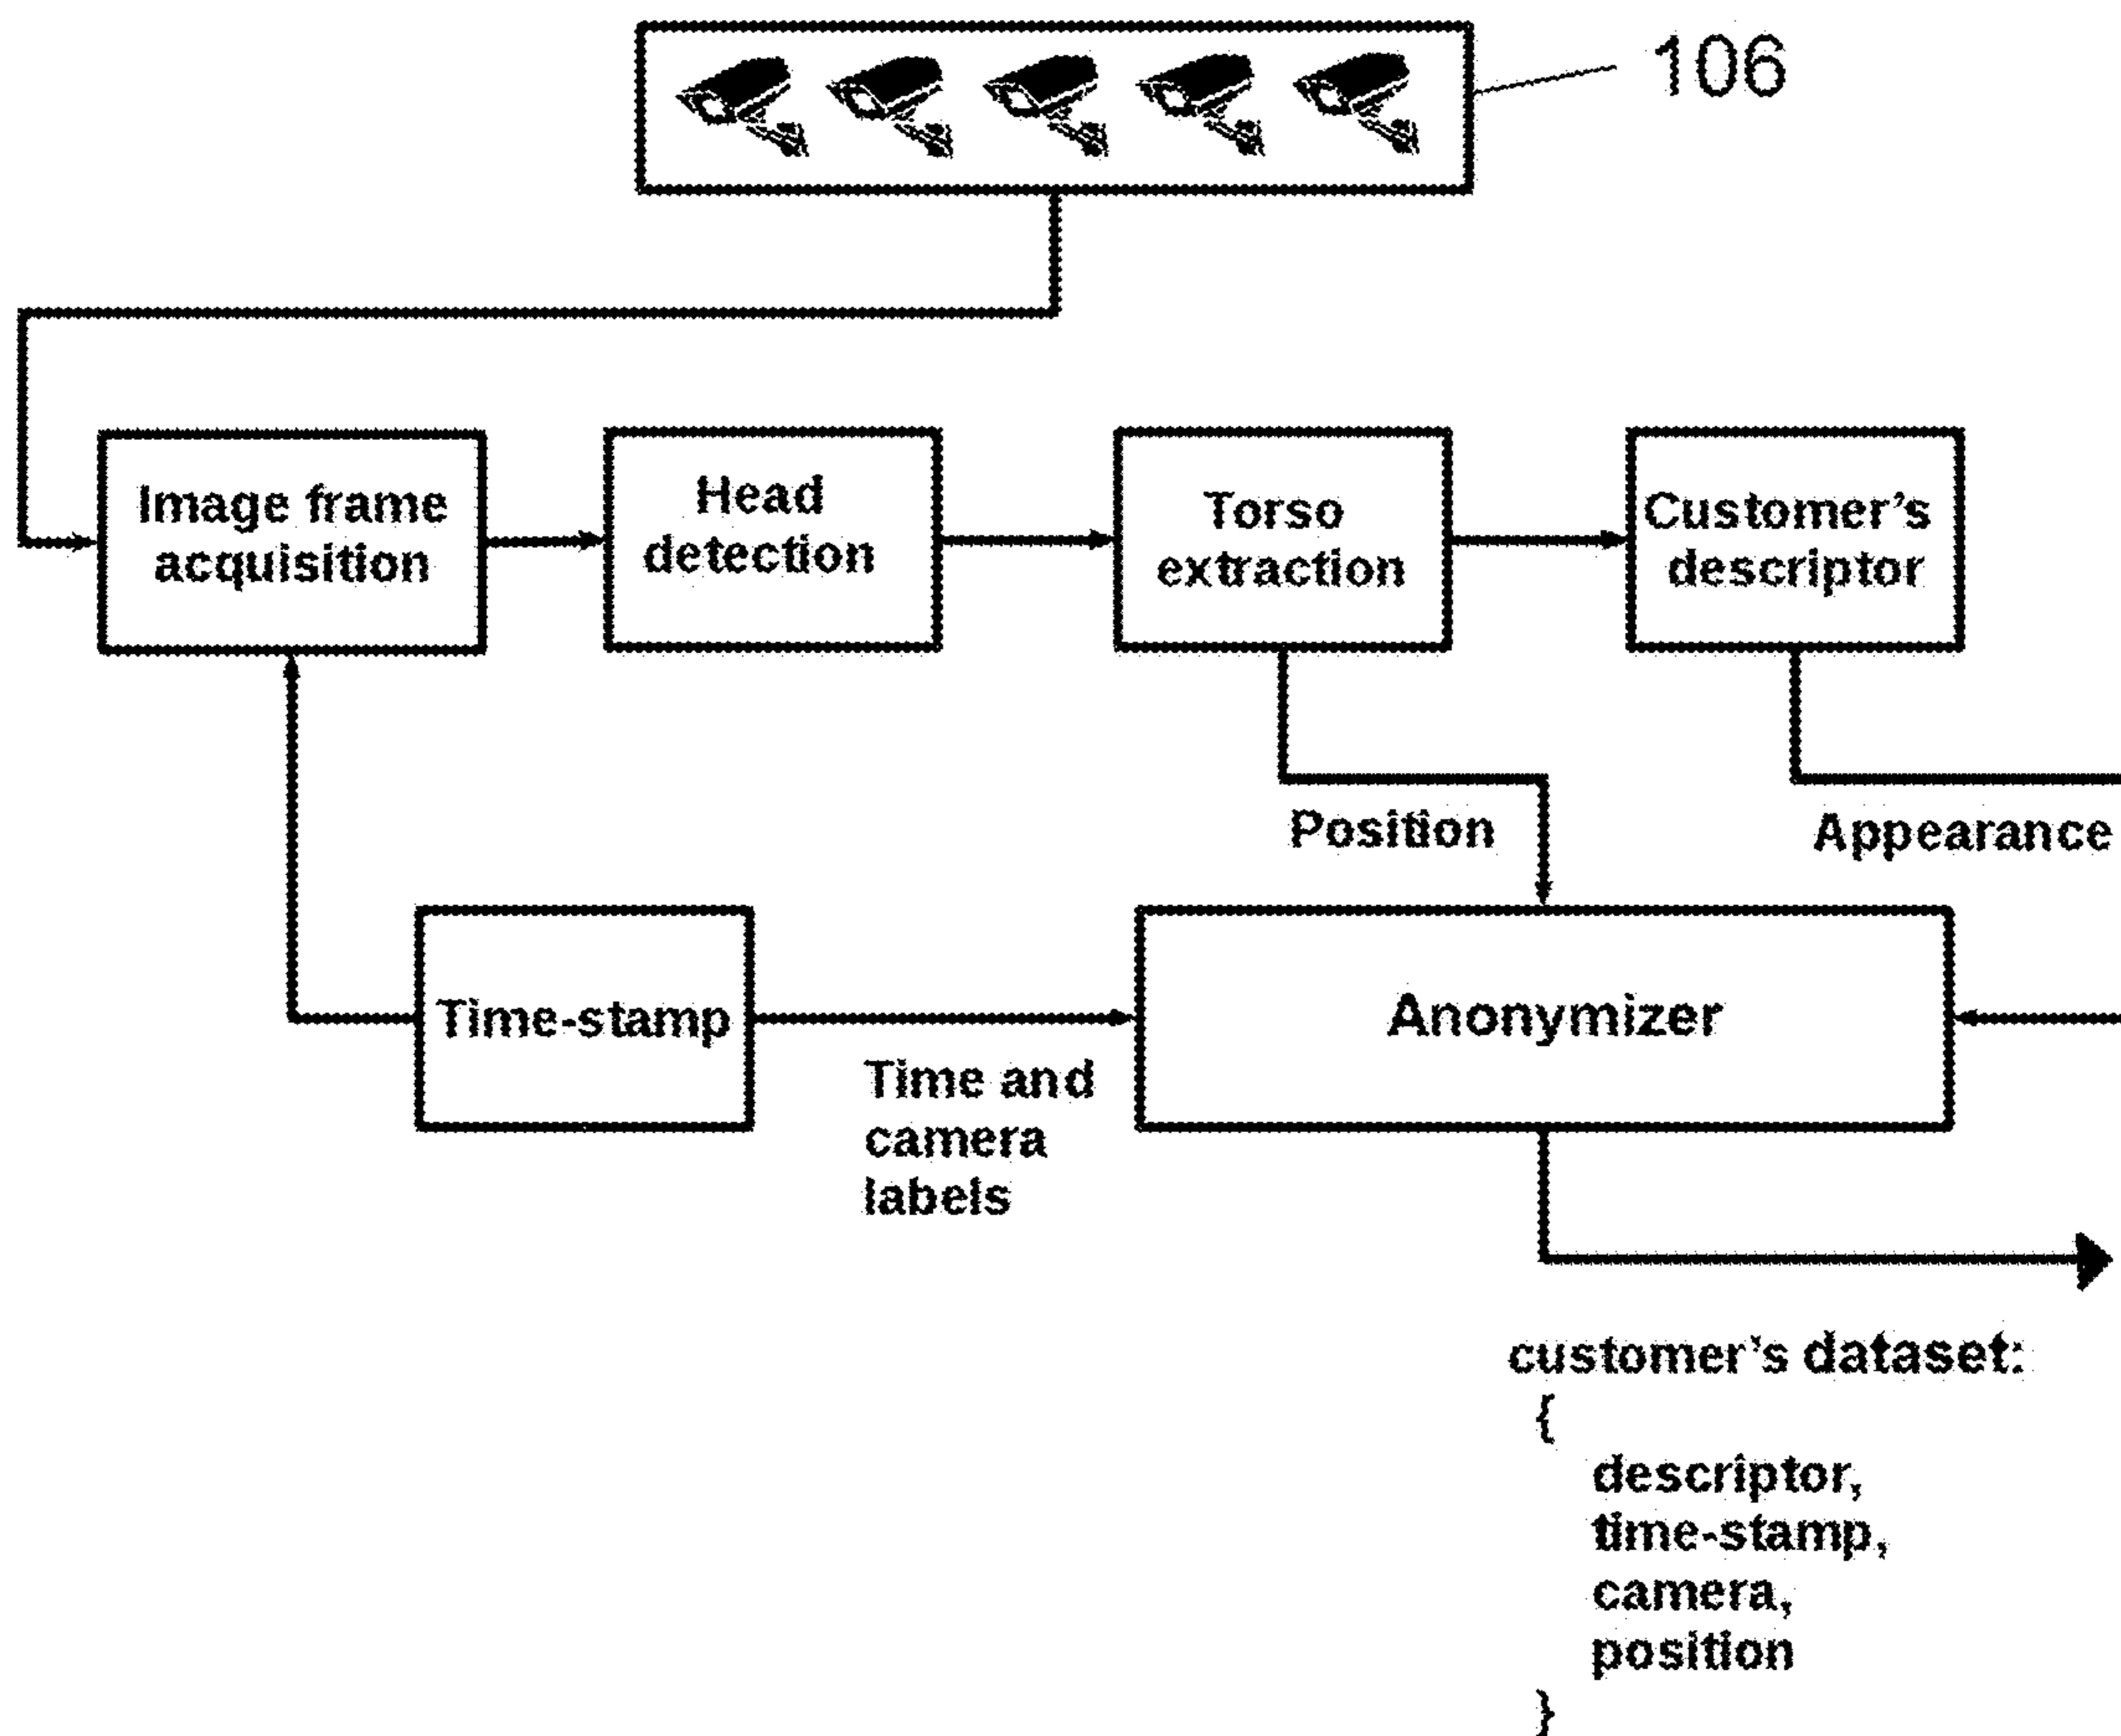 106
Image frame
acquisition
Head
detection
Torso
extraction
Customer's
descriptor
Position
Appearance
Time-stamp
Anonymizer
Time and
camera
labels
customer's dataset:
{
descriptor,
time-stamp,
camera,
position
}